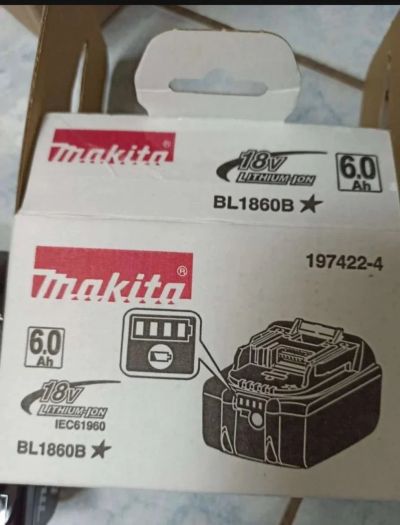 makita
18V
LITHIUM-ION
6.0
Ah
BL1860B ★
makita®
197422-4
6.0
Ah
18V
LITHIUM-ION
IEC61960
BL1860B ★